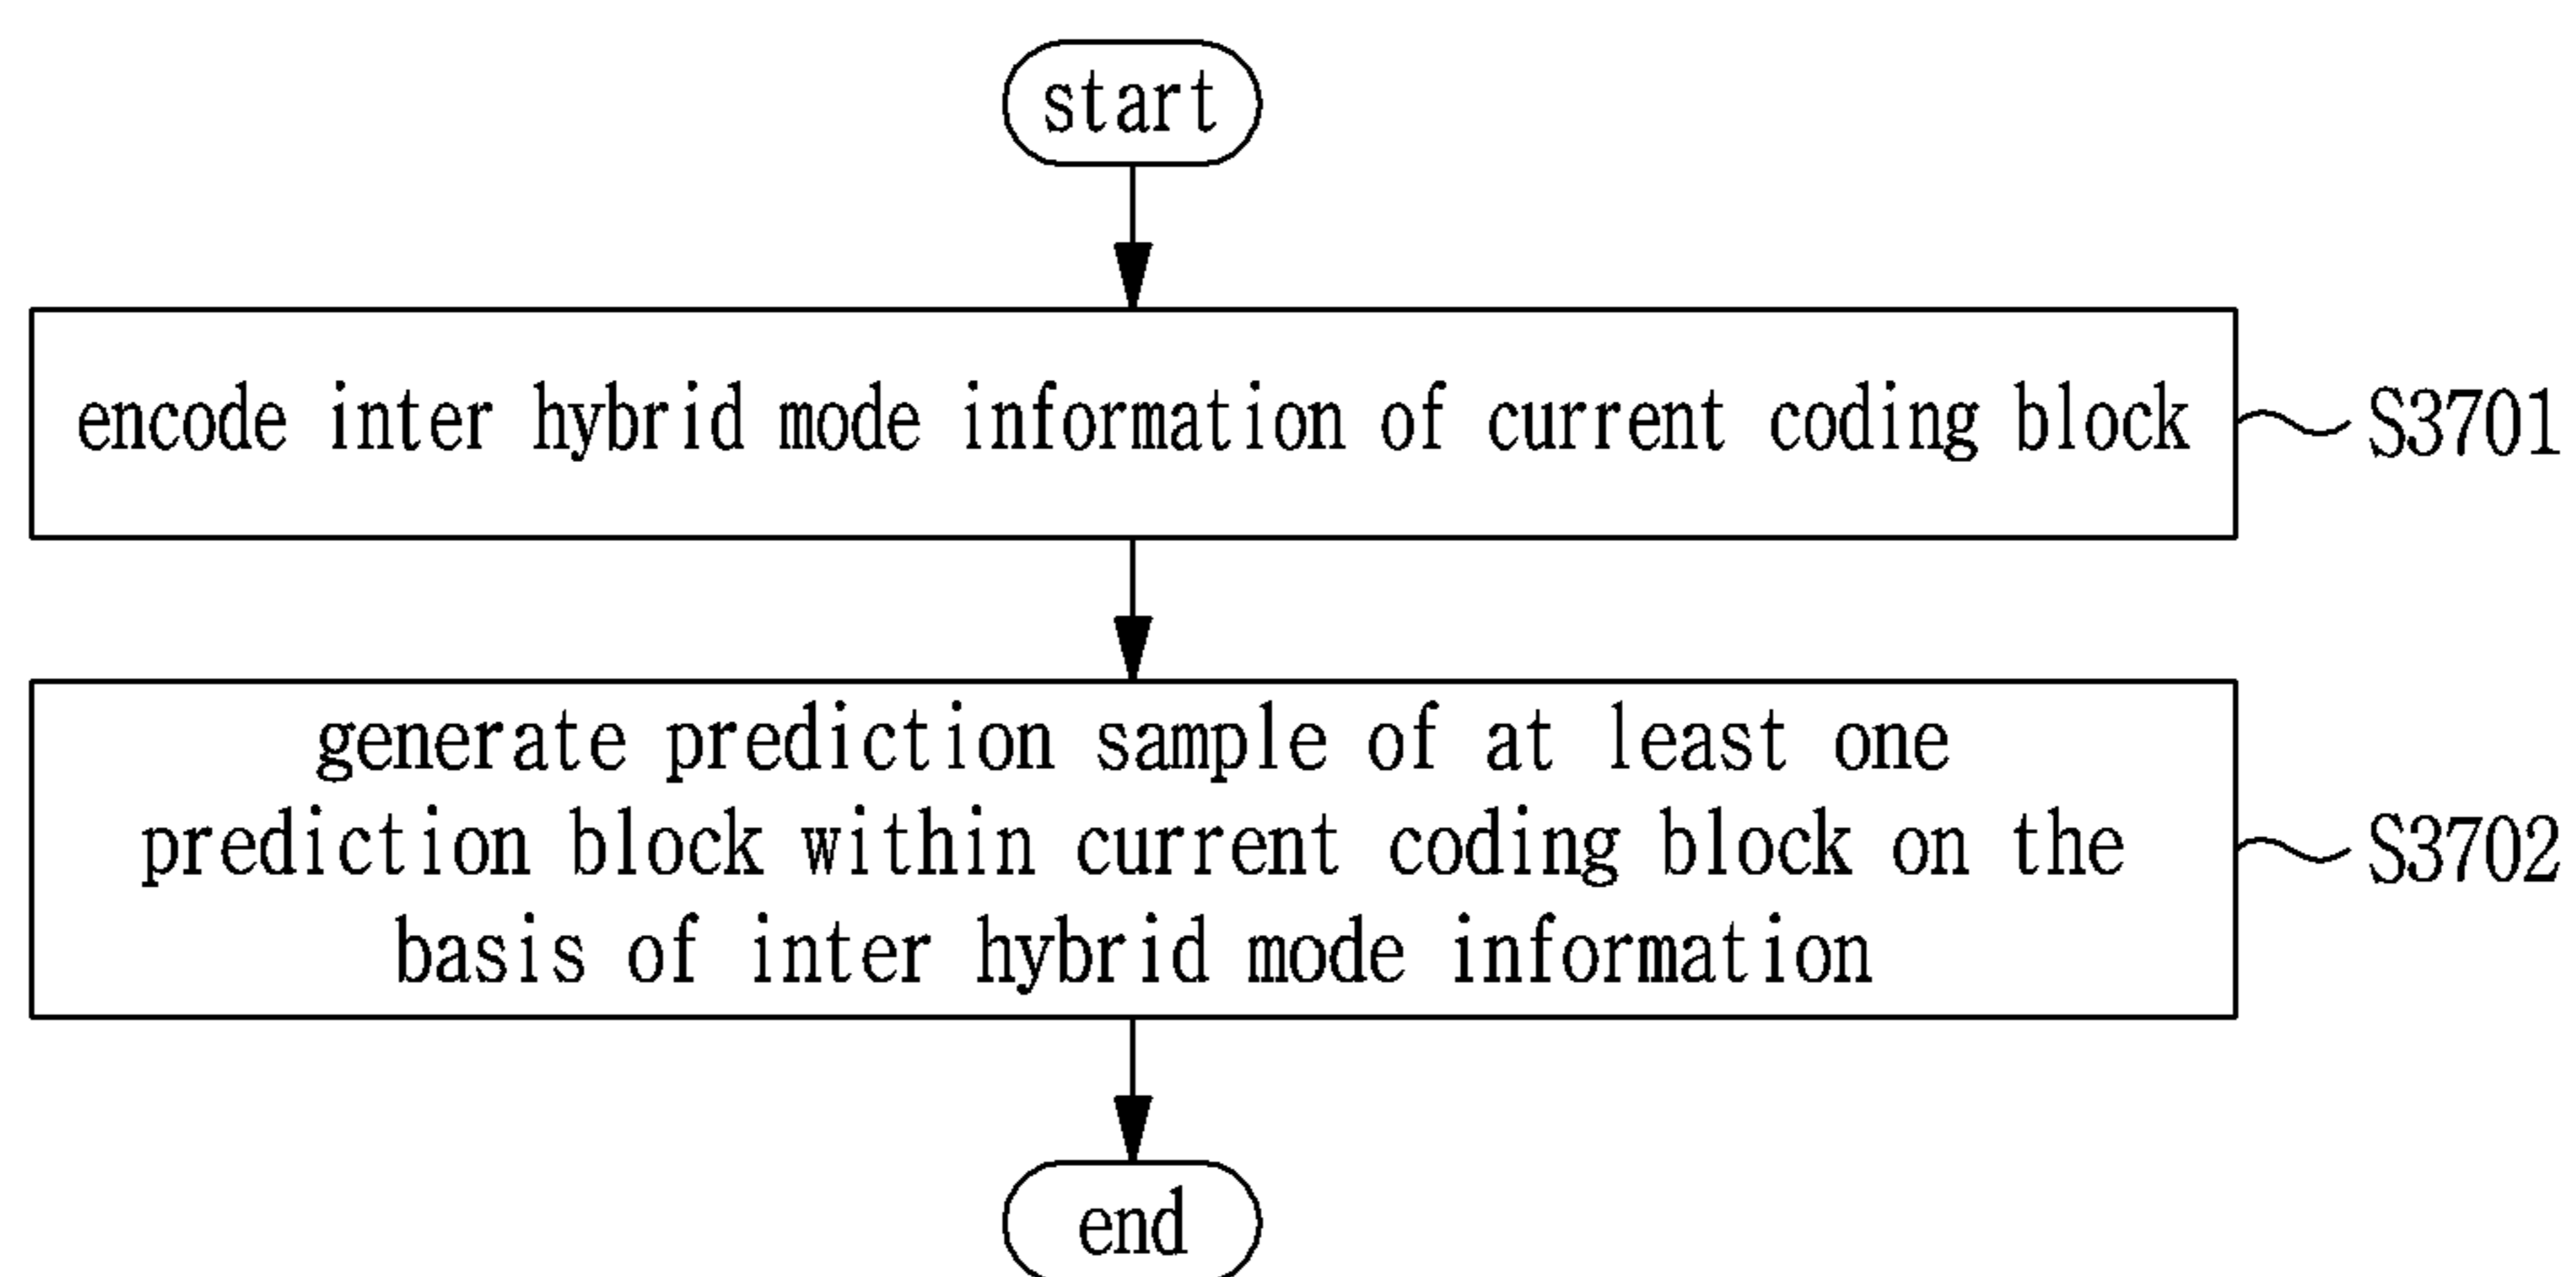 start
encode inter hybrid mode information of current coding block
S3701
generate prediction sample of at least one
prediction block within current coding block on the
basis of inter hybrid mode information
S3702
end